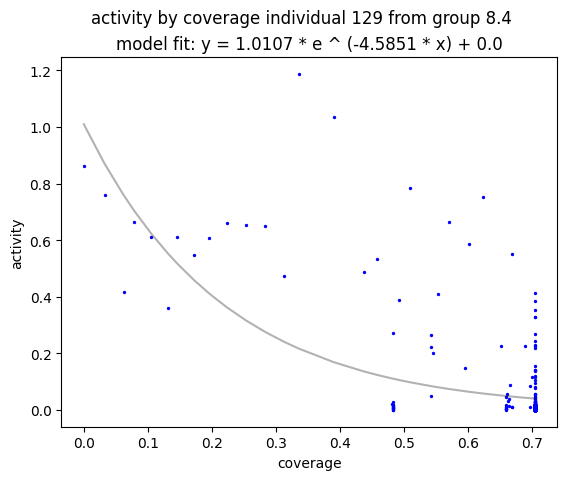 activity by coverage individual 129 from group 8.4
model fit: y = 1.0107 * e ^ (-4.5851 * x) + 0.0
1.2
1.0
0.8
0.6
0.4
0.2
0.0
activity
0.0 0.1 0.2 0.3 0.4 0.5 0.6 0.7
coverage